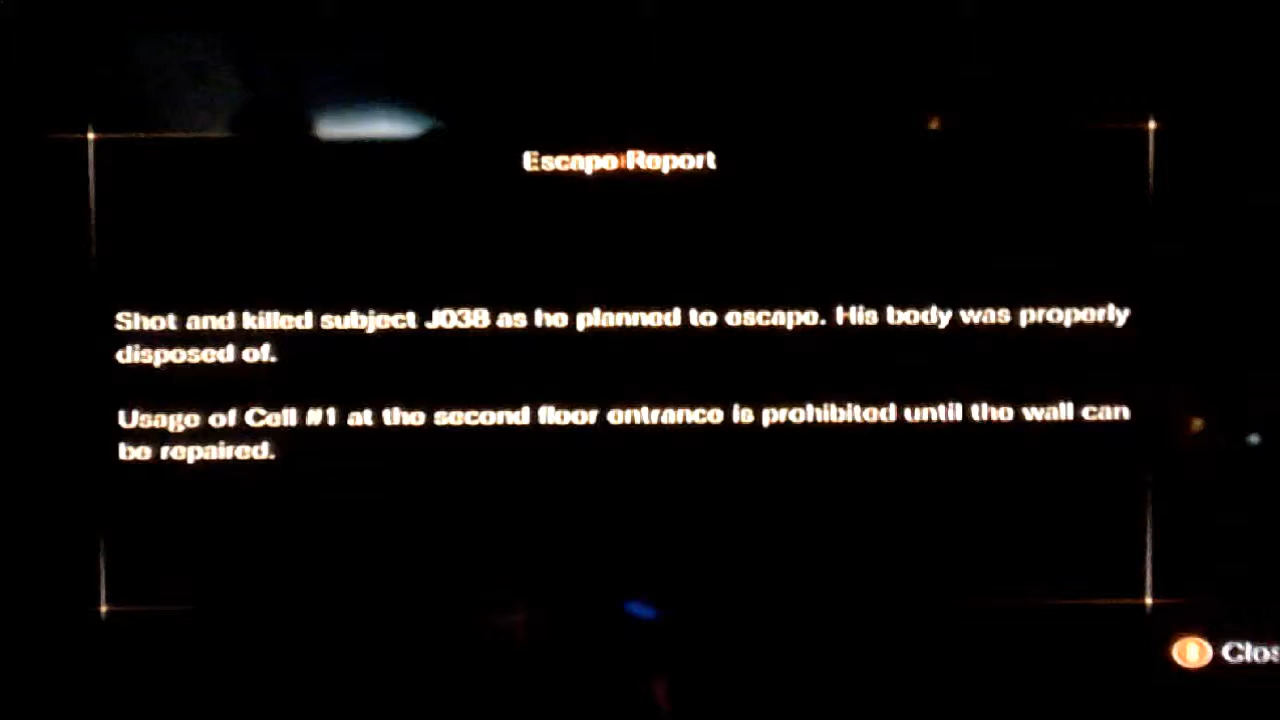 Escape Report
Shot and killed subject J03B as he planned to escape. His body was properly
disposed of.
Usage of Cell #1 at the second floor entrance is prohibited until the wall can
be repaired.
B Clos